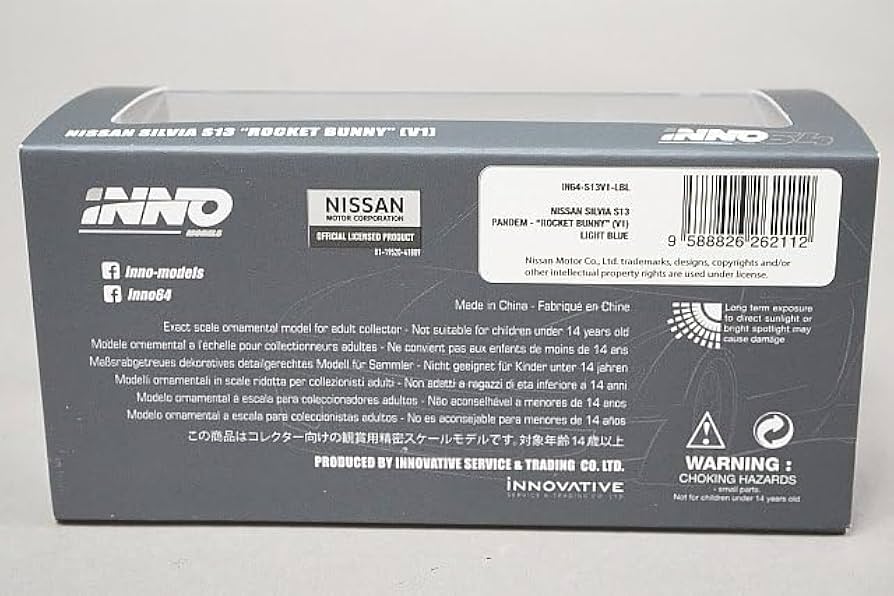 NISSAN SILVIA S13 "ROCKET BUNNY" (V1)
INNO64
INNO
MODELS
NISSAN
MOTOR CORPORATION
OFFICIAL LICENSED PRODUCT
IN64-S13V1-LBL
NISSAN SILVIA S13
PANDEM - "ROCKET BUNNY" (V1)
LIGHT BLUE
9 588826 262112
Nissan Motor Co., Ltd. trademarks, designs, copyrights and/or
other intellectual property rights are used under license.
Inno-models
Inno64
Made in China - Fabriqué en Chine
Exact scale ornamental model for adult collector - Not suitable for children under 14 years old
Modele ornamental a l'échelle pour collectionneurs adultes - Ne convient pas aux enfants de moins de 14 ans
Maßsrabgetreues dekoratives detailgerechtes Modell für Sammler - Nicht geeignet für Kinder unter 14 jahren
Modelli ornamentali in scale ridotta per collezionisti adulti - Non adatti a ragazzi di eta inferiore a 14 anni
Modelo ornamental á escala para coleccionadores adultos - Não aconselhável a menores de 14 anos
Modelo ornamental a escala para coleccionistas adultos - No es aconsejable para menores de 14 años
この商品はコレクター向けの観賞用精密スケールモデルです。対象年齢14歳以上
PRODUCED BY INNOVATIVE SERVICE & TRADING CO. LTD.
INNOVATIVE
SERVICE & TRADING CO. LTD
Long term exposure
to direct sunlight or
bright spotlight may
cause damage
WARNING :
CHOKING HAZARDS
- small parts.
Not for children under 14 years old